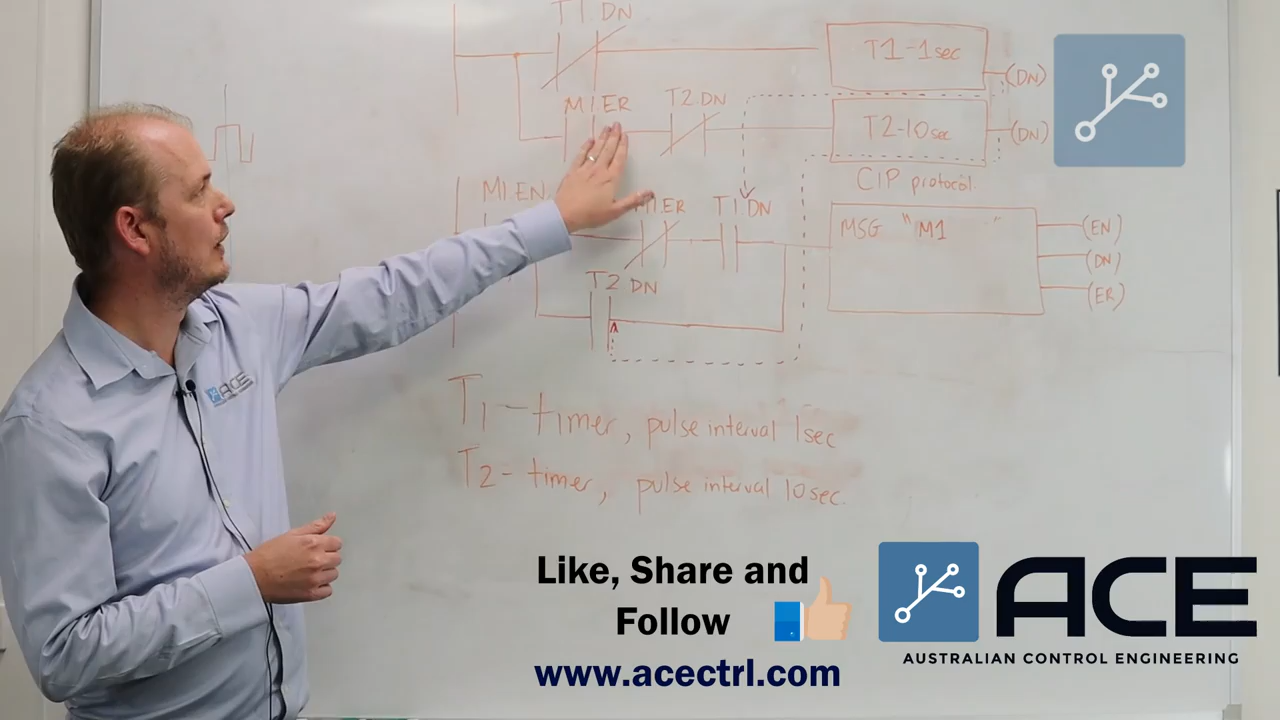 T1 DN
T1-1sec
(DN)
M1.ER
T2 DN
T2-10sec
(DN)
CIP protocol.
M1.EN
M1.ER
T1.DN
MSG "M1 "
(EN)
(DN)
(ER)
T2 DN
T1 - timer, pulse interval 1sec
T2 - timer, pulse interval 10sec.
ACE
Like, Share and
Follow
www.acectrl.com
ACE
AUSTRALIAN CONTROL ENGINEERING